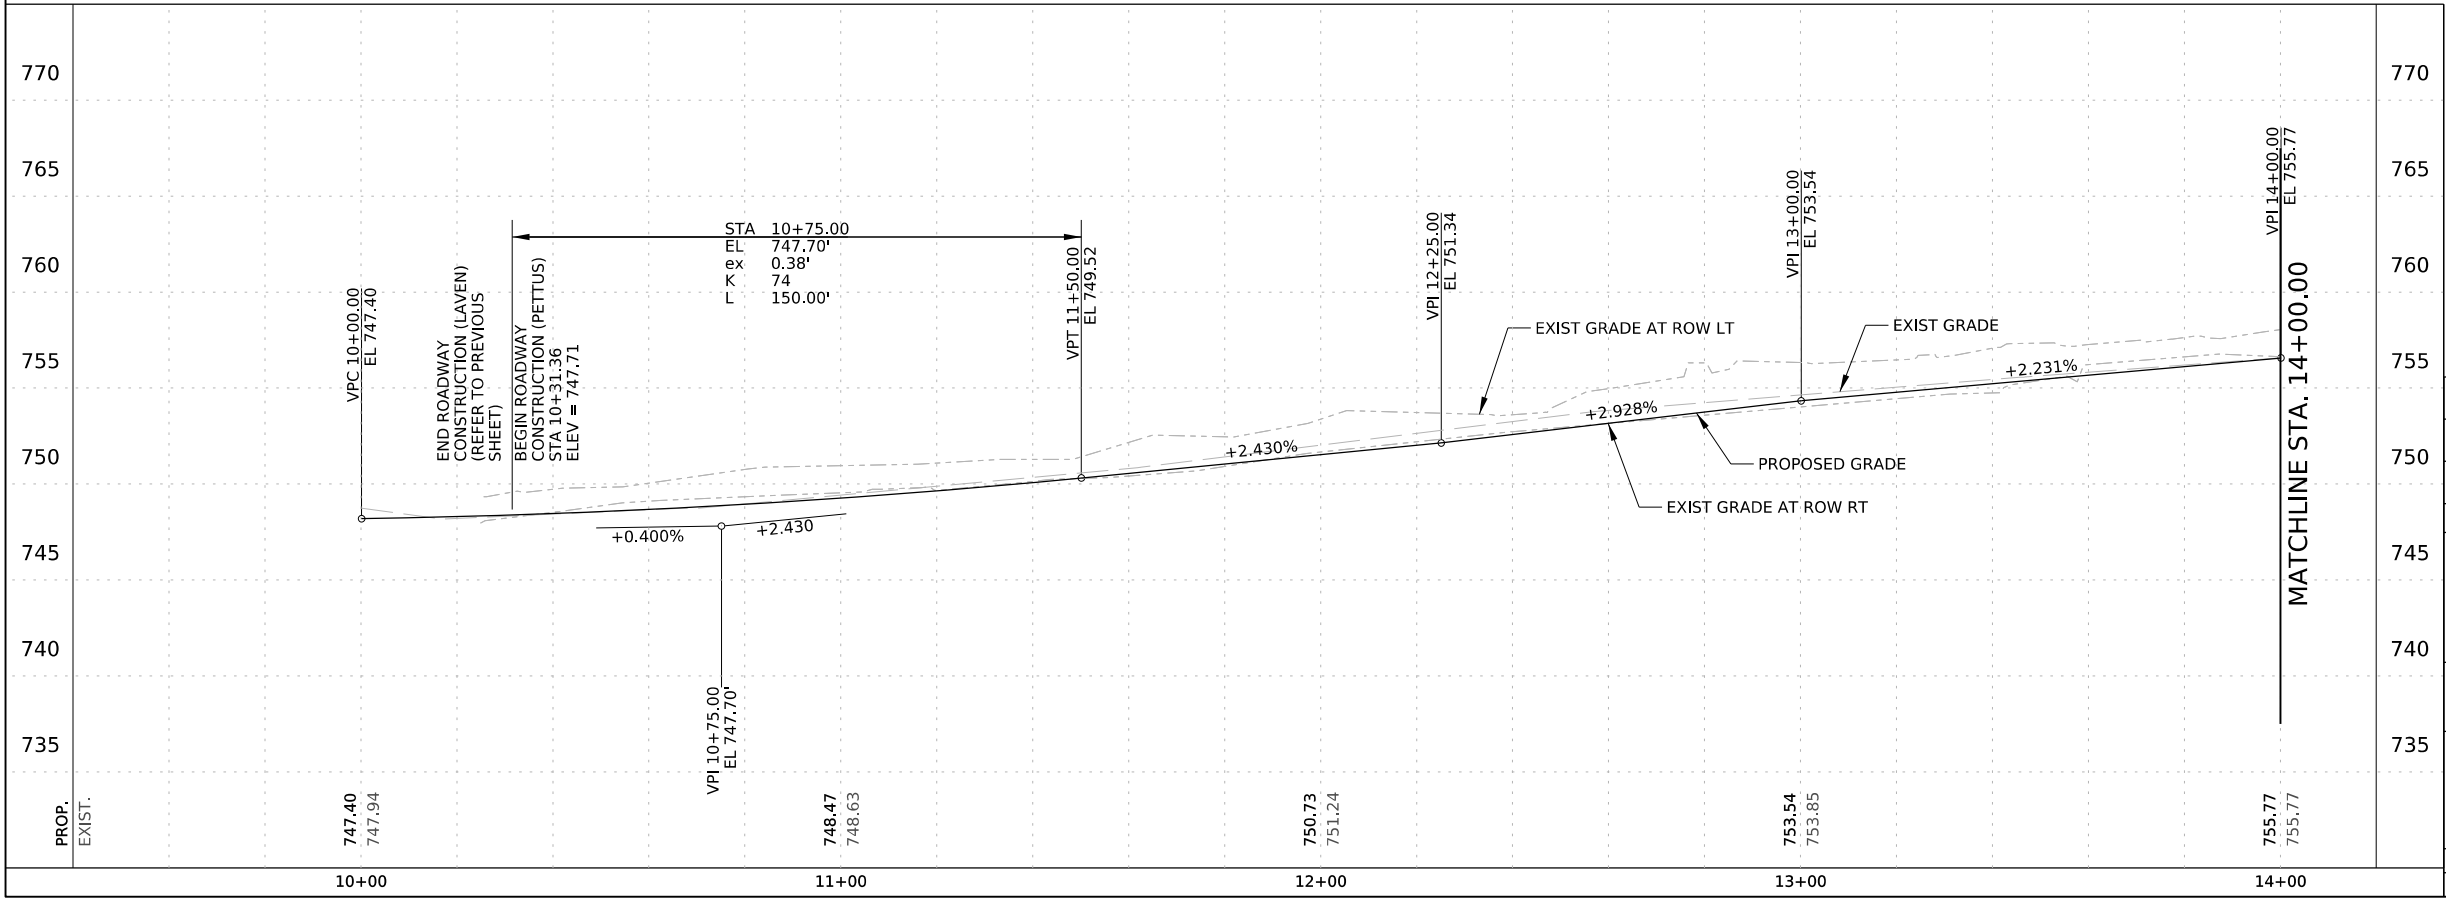 770
765
760
755
750
745
740
735
VPC 10+00.00
EL 747.40
END ROADWAY
CONSTRUCTION (LAVEN)
(REFER TO PREVIOUS
SHEET)
BEGIN ROADWAY
CONSTRUCTION (PETTUS)
STA 10+31.36
ELEV = 747.71
STA 10+75.00
EL 747.70'
ex 0.38'
K 74
L 150.00'
+0.400%
+2.430
VPI 10+75.00
EL 747.70'
VPT 11+50.00
EL 749.52
+2.430%
VPI 12+25.00
EL 751.34
EXIST GRADE AT ROW LT
+2.928%
EXIST GRADE AT ROW RT
PROPOSED GRADE
VPI 13+00.00
EL 753.54
EXIST GRADE
+2.231%
VPI 14+00.00
EL 755.77
MATCHLINE STA. 14+00.00
770
765
760
755
750
745
740
735
PROP.
EXIST.
747.40
747.94
748.47
748.63
750.73
751.24
753.54
753.85
755.77
755.77
10+00
11+00
12+00
13+00
14+00